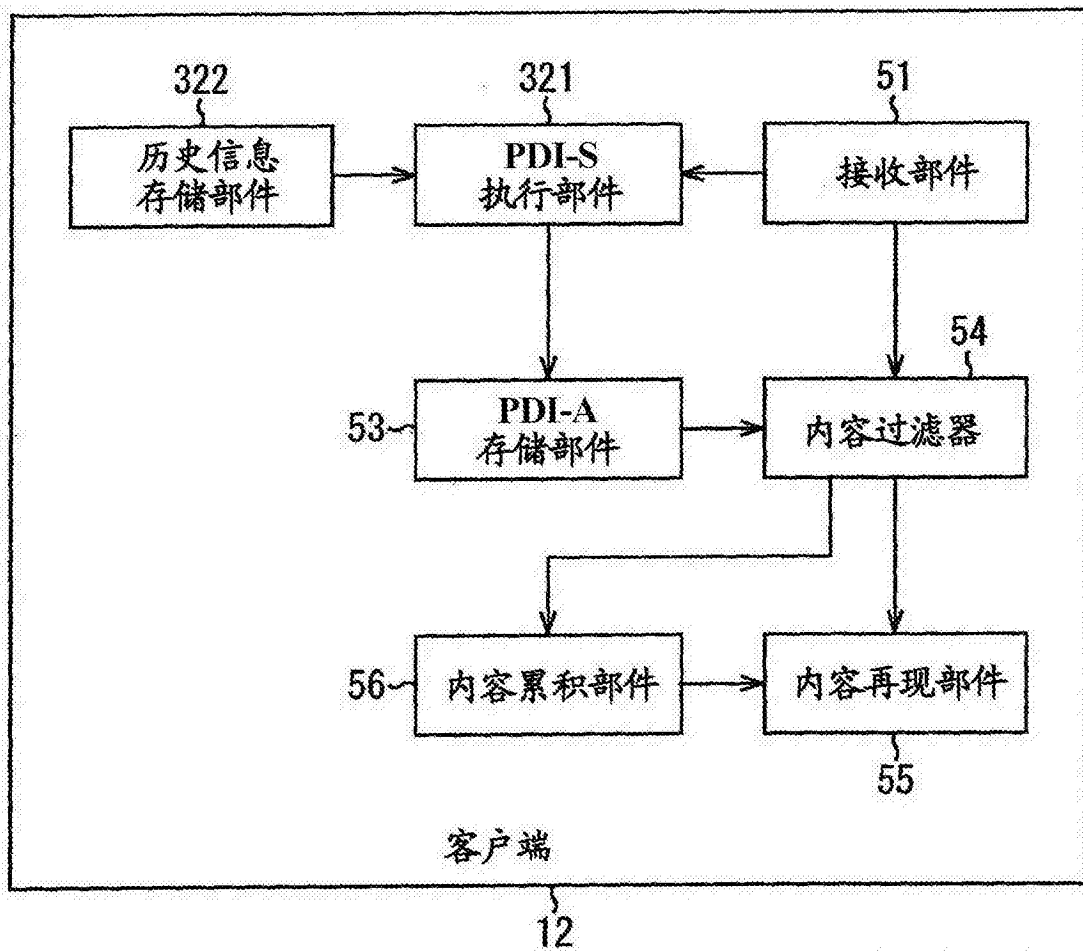 322
321
51
历史信息
存储部件
PDI-S
执行部件
接收部件
54
53
PDI-A
存储部件
内容过滤器
56
内容累积部件
内容再现部件
55
客户端
12